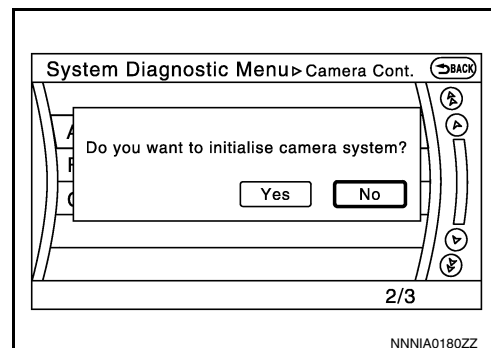 System Diagnostic Menu▷Camera Cont. BACK
Do you want to initialise camera system?
Yes No
2/3
NNNIA0180ZZ